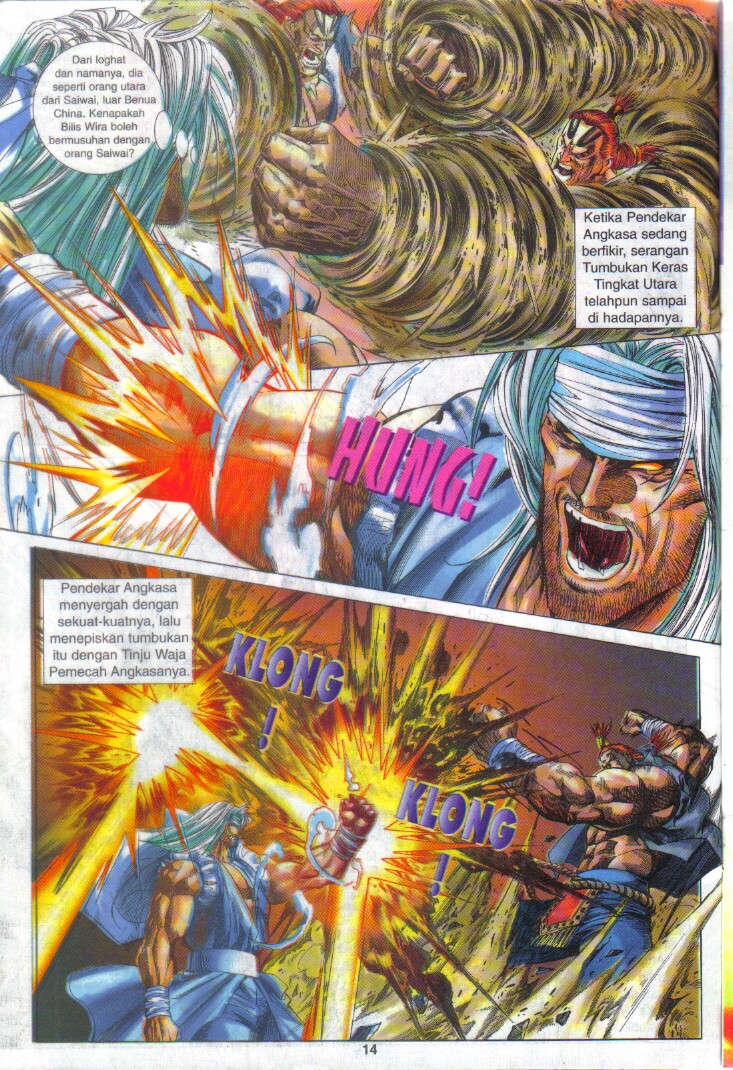 Dari loghat
dan namanya, dia
seperti orang utara
dari Saiwai, luar Benua
China. Kenapakah
Bilis Wira boleh
bermusuhan dengan
orang Saiwai?
Ketika Pendekar
Angkasa sedang
berfikir, serangan
Tumbukan Keras
Tingkat Utara
telahpun sampai
di hadapannya.
HUNG!
Pendekar Angkasa
menyergah dengan
sekuat-kuatnya, lalu
menepiskan tumbukan
itu dengan Tinju Waja
Pemecah Angkasanya.
KLONG
!
KLONG
!
14